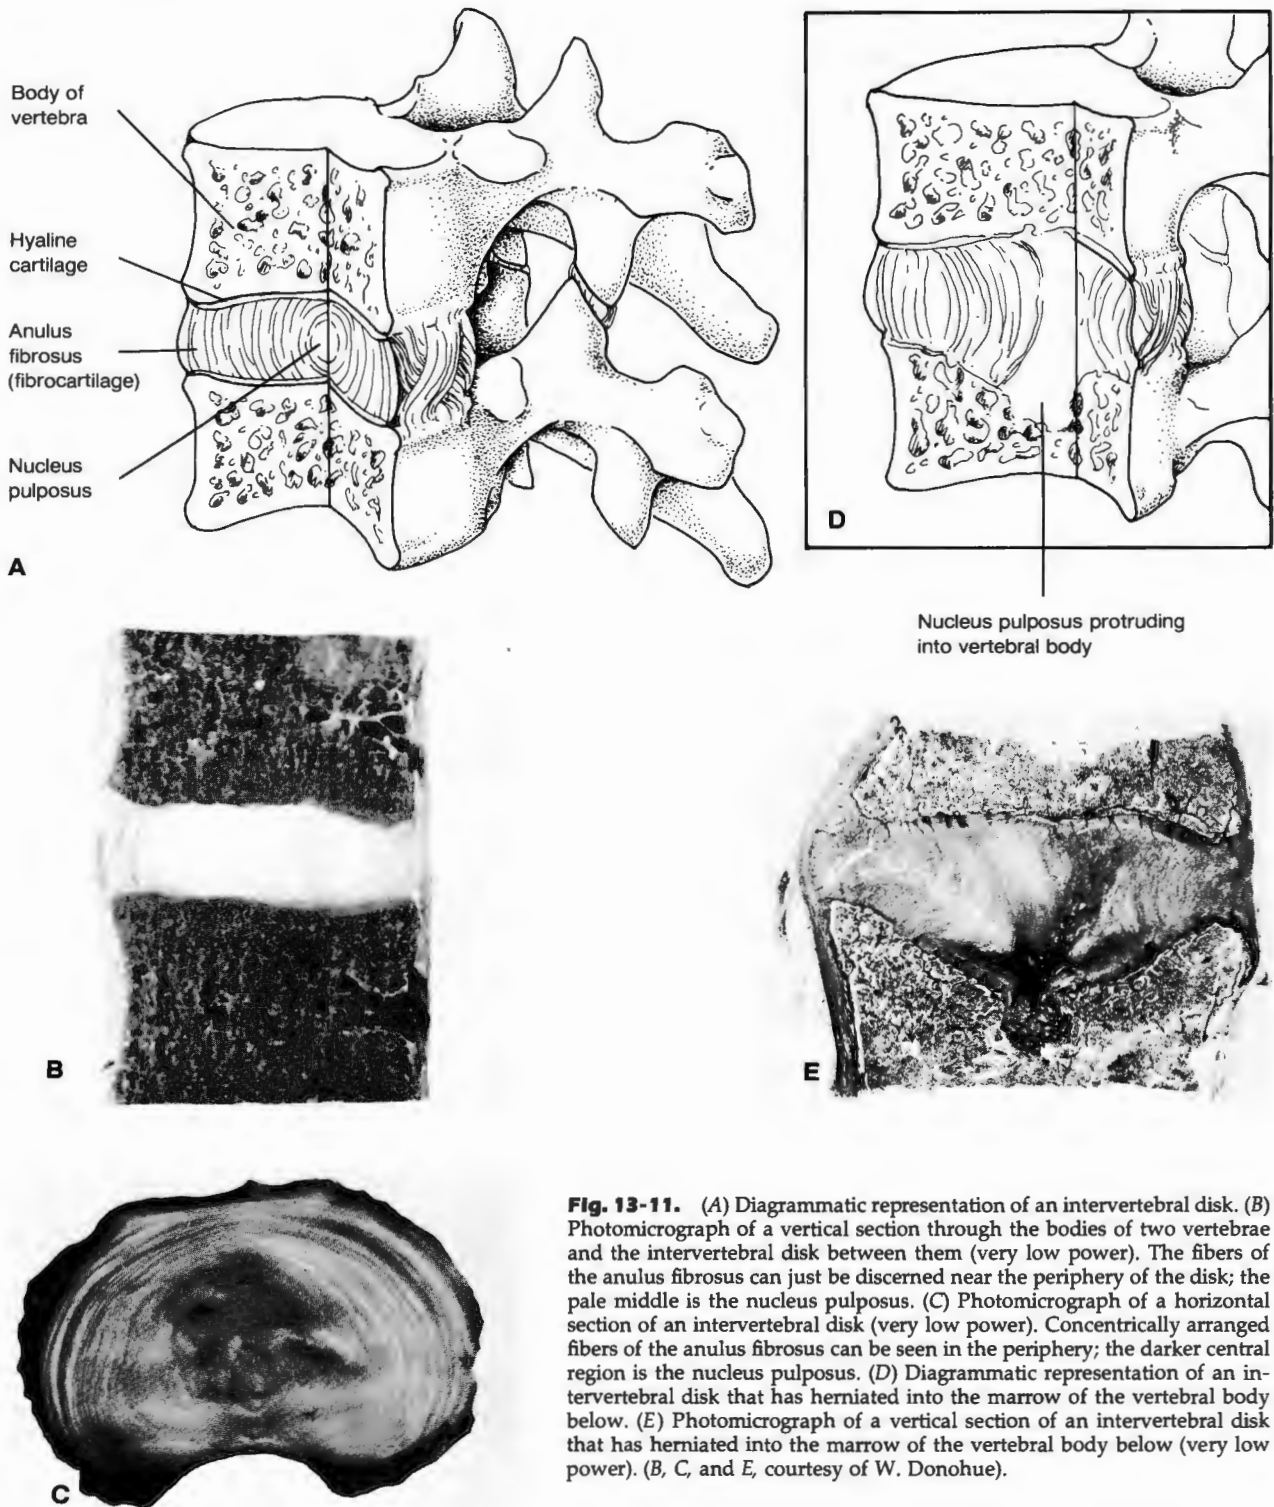 Body of
vertebra
Hyaline
cartilage
Anulus
fibrosus
(fibrocartilage)
Nucleus
pulposus
A
D
Nucleus pulposus protruding
into vertebral body
B
E
C
Fig. 13-11. (A) Diagrammatic representation of an intervertebral disk. (B)
Photomicrograph of a vertical section through the bodies of two vertebrae
and the intervertebral disk between them (very low power). The fibers of
the anulus fibrosus can just be discerned near the periphery of the disk; the
pale middle is the nucleus pulposus. (C) Photomicrograph of a horizontal
section of an intervertebral disk (very low power). Concentrically arranged
fibers of the anulus fibrosus can be seen in the periphery; the darker central
region is the nucleus pulposus. (D) Diagrammatic representation of an in-
tervertebral disk that has herniated into the marrow of the vertebral body
below. (E) Photomicrograph of a vertical section of an intervertebral disk
that has herniated into the marrow of the vertebral body below (very low
power). (B, C, and E, courtesy of W. Donohue).